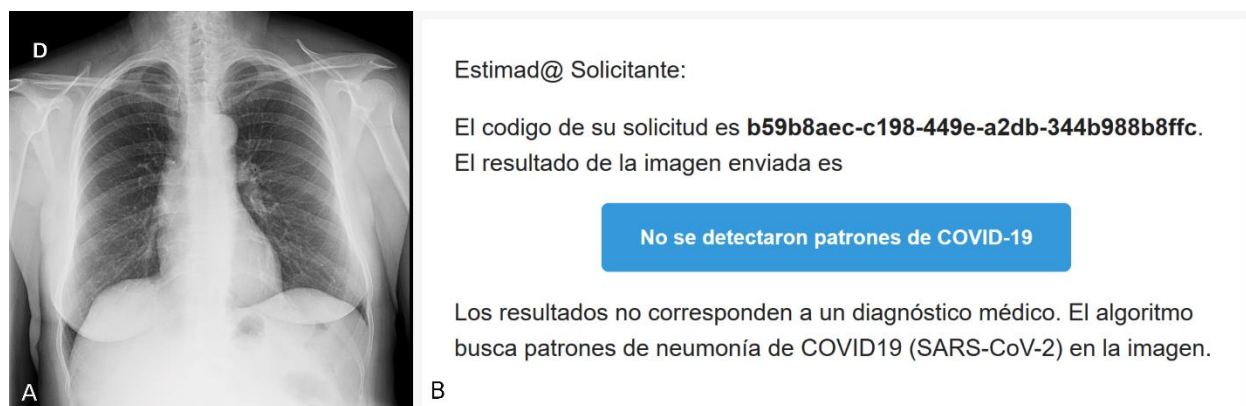 D
A
Estimad@ Solicitante:
El codigo de su solicitud es b59b8aec-c198-449e-a2db-344b988b8ffc.
El resultado de la imagen enviada es
No se detectaron patrones de COVID-19
Los resultados no corresponden a un diagnóstico médico. El algoritmo
busca patrones de neumonía de COVID19 (SARS-CoV-2) en la imagen.
B